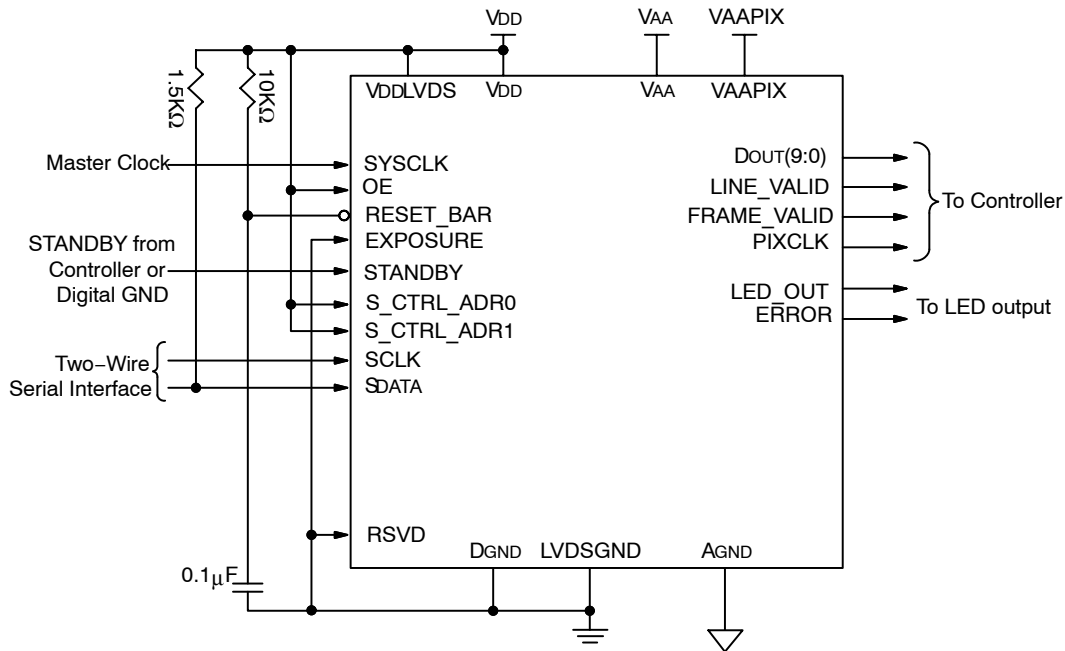 VDD
VAA
VAAPIX
1.5KΩ
10KΩ
VDDLVDS
VDD
VAA
VAAPIX
Master Clock
SYSCLK
OE
RESET_BAR
EXPOSURE
STANDBY from
Controller or
Digital GND
STANDBY
S_CTRL_ADR0
S_CTRL_ADR1
Two−Wire
Serial Interface
SCLK
SDATA
RSVD
DOUT(9:0)
LINE_VALID
FRAME_VALID
PIXCLK
To Controller
LED_OUT
ERROR
To LED output
DGND
LVDSGND
AGND
0.1μF